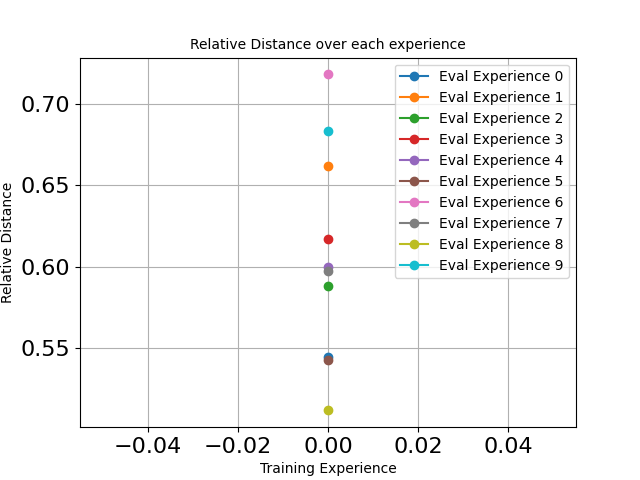 Relative Distance over each experience
Relative Distance
0.70
0.65
0.60
0.55
Eval Experience 0
Eval Experience 1
Eval Experience 2
Eval Experience 3
Eval Experience 4
Eval Experience 5
Eval Experience 6
Eval Experience 7
Eval Experience 8
Eval Experience 9
−0.04 −0.02 0.00 0.02 0.04
Training Experience